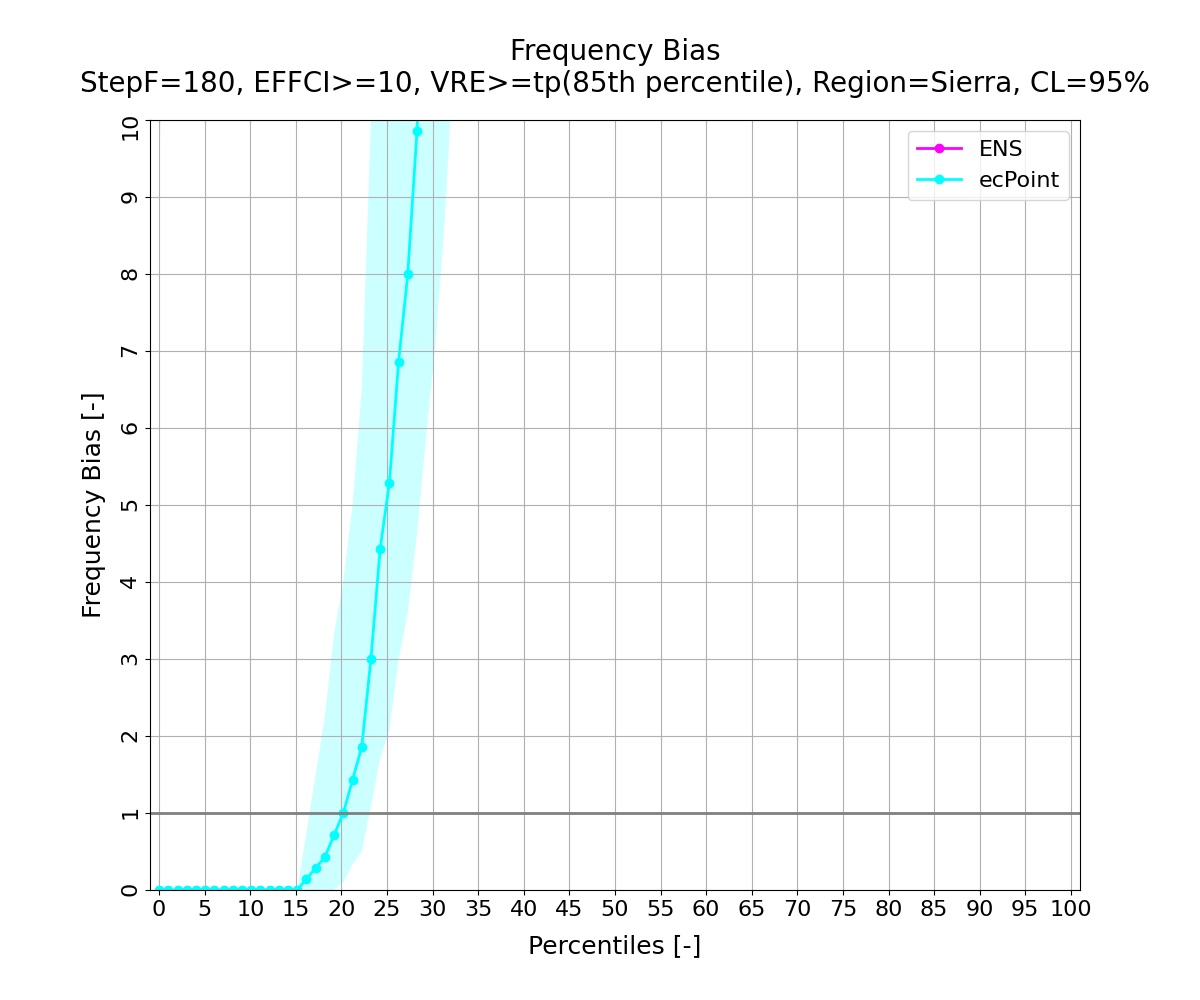 Frequency Bias
StepF=180, EFFCI>=10, VRE>=tp(85th percentile), Region=Sierra, CL=95%
ENS
ecPoint
Frequency Bias [-]
10
9
8
7
6
5
4
3
2
1
0
0 5 10 15 20 25 30 35 40 45 50 55 60 65 70 75 80 85 90 95 100
Percentiles [-]